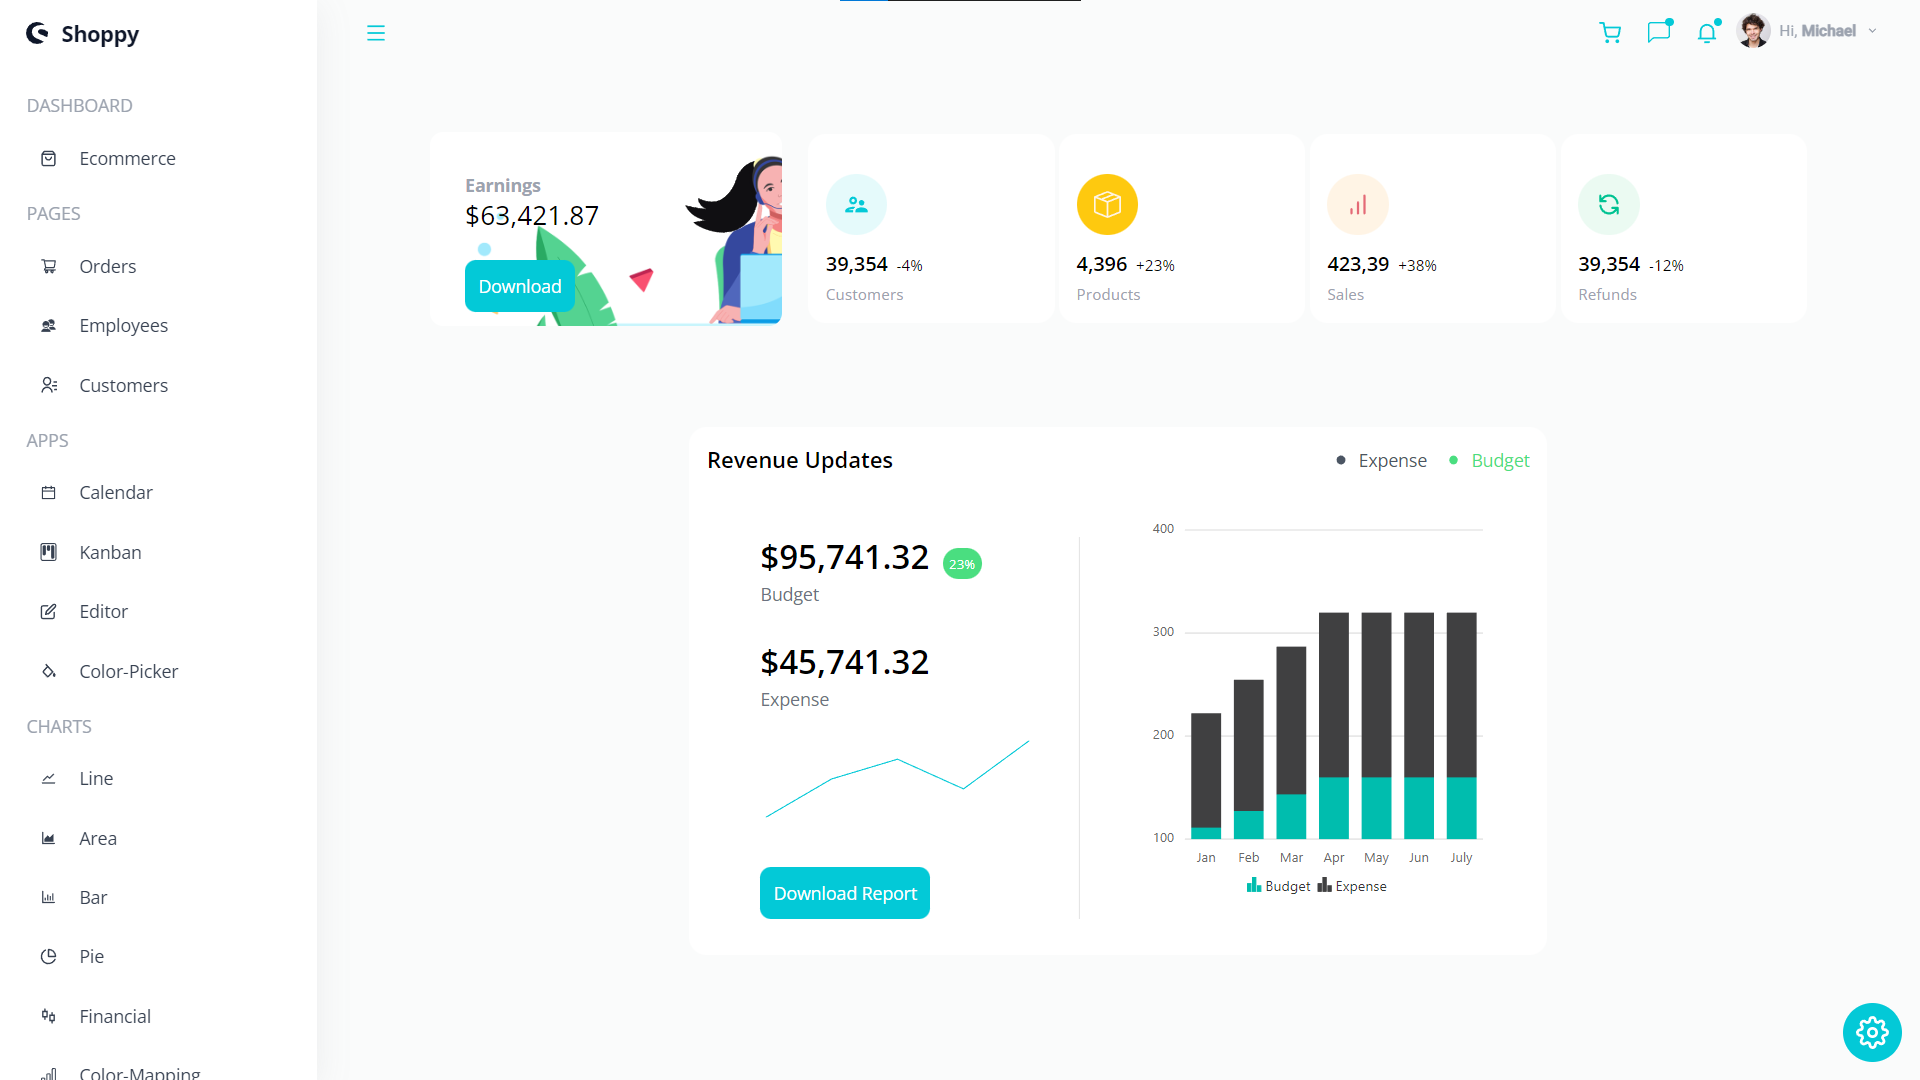 Shoppy
Hi, Michael
DASHBOARD
Ecommerce
PAGES
Orders
Employees
Customers
APPS
Calendar
Kanban
Editor
Color-Picker
CHARTS
Line
Area
Bar
Pie
Financial
Color-Mapping
Earnings
$63,421.87
Download
39,354 -4%
Customers
4,396 +23%
Products
423,39 +38%
Sales
39,354 -12%
Refunds
Revenue Updates
Expense
Budget
$95,741.32 23%
Budget
$45,741.32
Expense
Download Report
400
300
200
100
Jan Feb Mar Apr May Jun July
Budget Expense